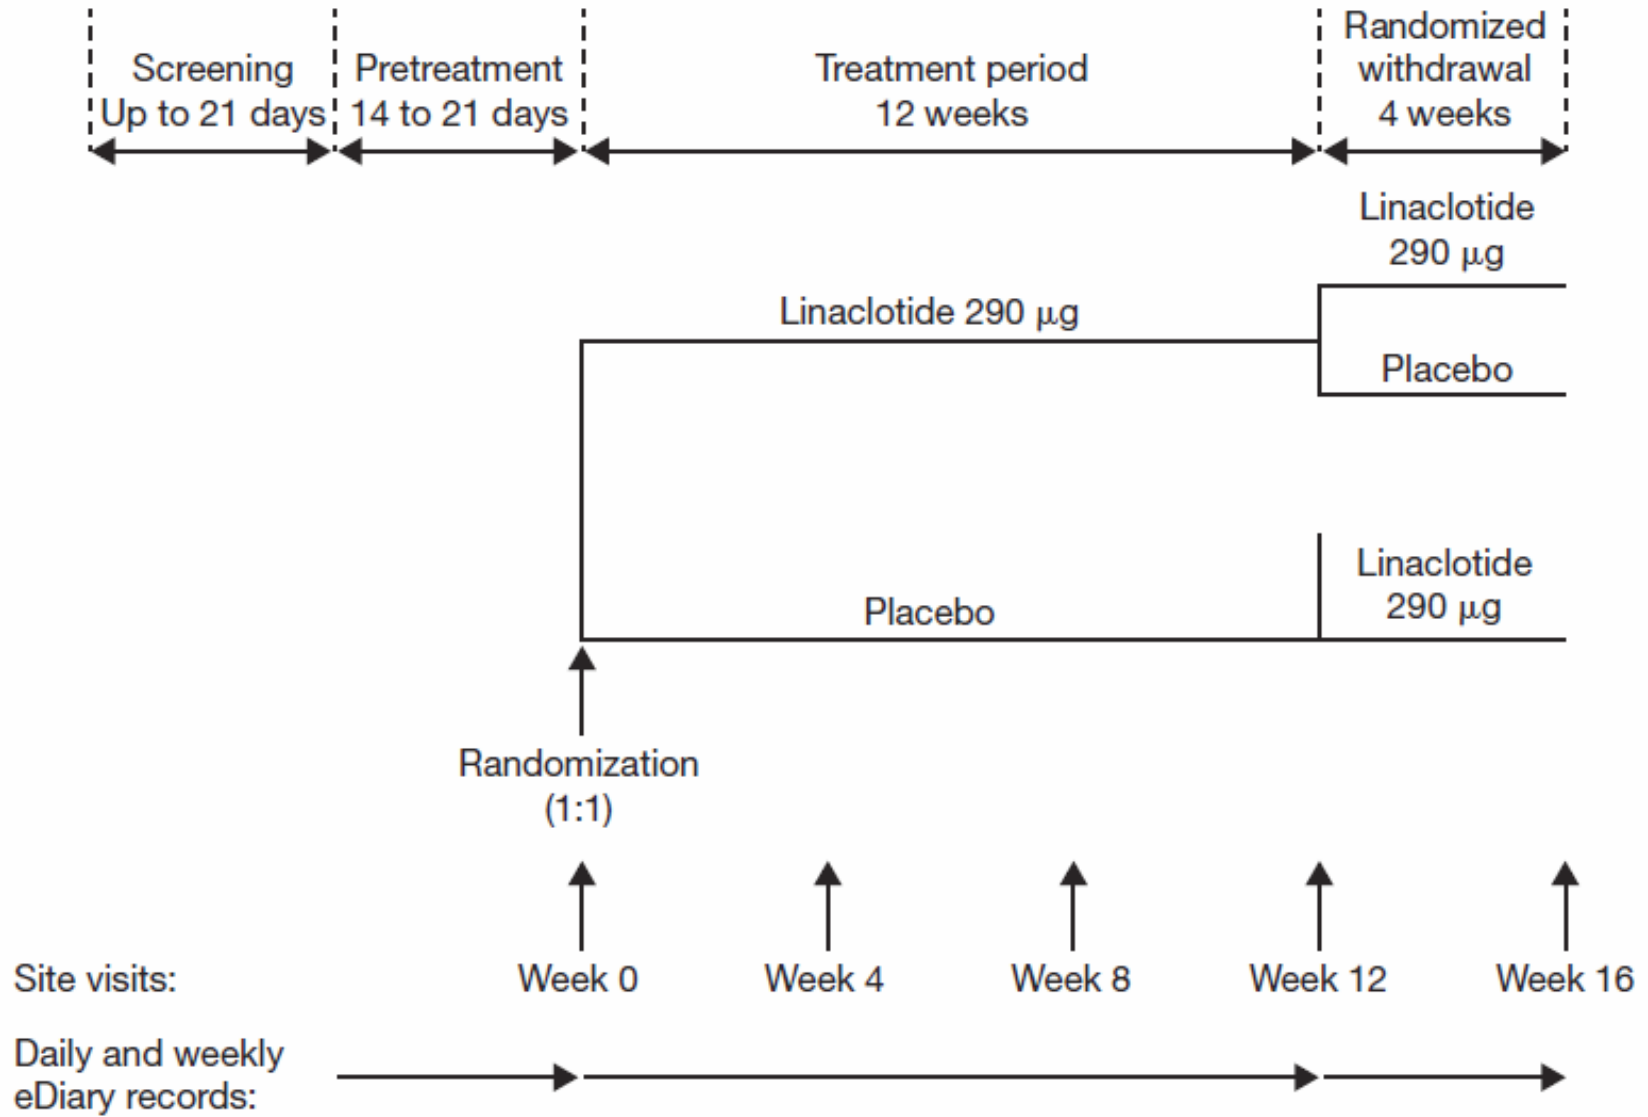 Screening
Up to 21 days
Pretreatment
14 to 21 days
Treatment period
12 weeks
Randomized
withdrawal
4 weeks
Linaclotide
290 μg
Linaclotide 290 μg
Placebo
Linaclotide
290 μg
Placebo
Randomization
(1:1)
Site visits:
Week 0
Week 4
Week 8
Week 12
Week 16
Daily and weekly
eDiary records: